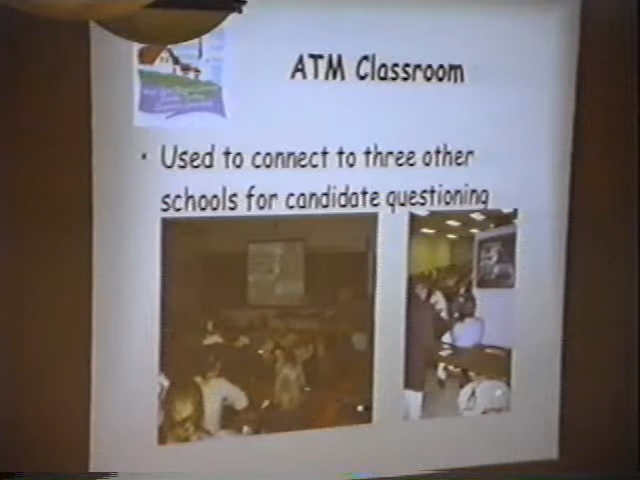 ATM Classroom
• Used to connect to three other
schools for candidate questioning